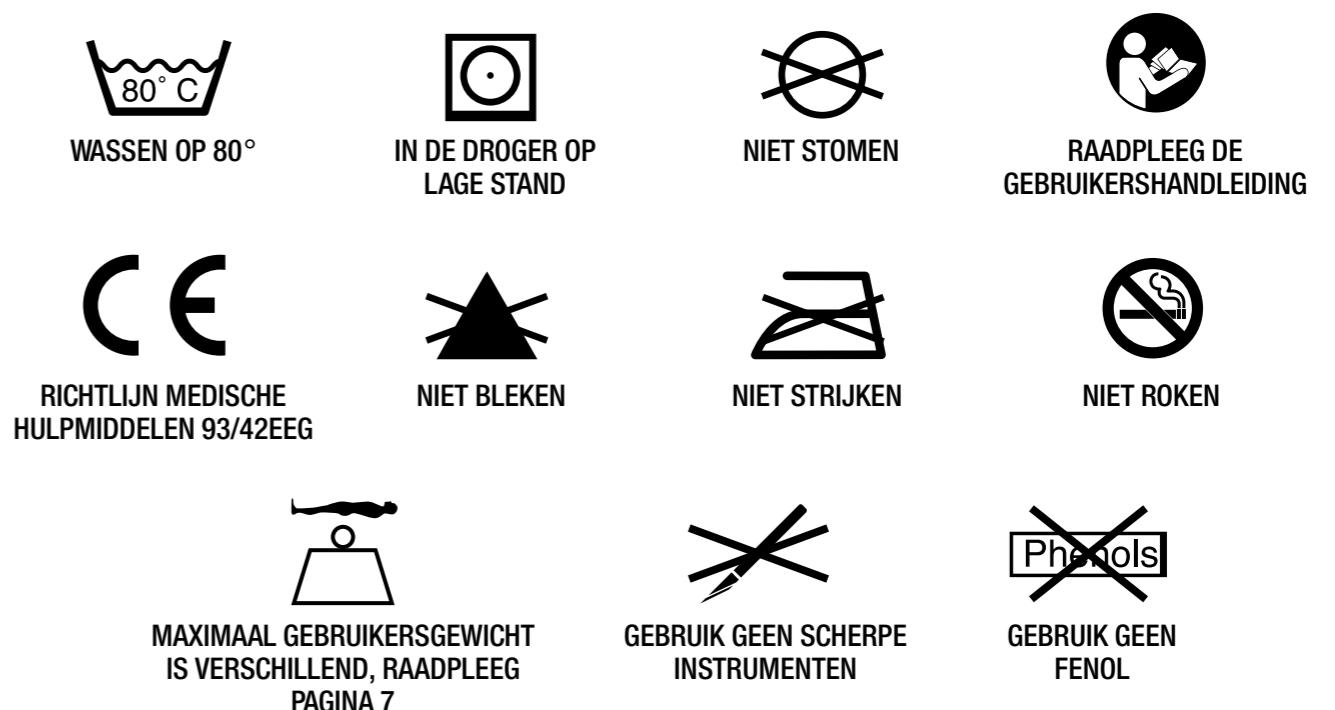 80° C
WASSEN OP 80°
IN DE DROGER OP
LAGE STAND
NIET STOMEN
RAADPLEEG DE
GEBRUIKERSHANDLEIDING
CE
RICHTLIJN MEDISCHE
HULPMIDDELEN 93/42EEG
NIET BLEKEN
NIET STRIJKEN
NIET ROKEN
MAXIMAAL GEBRUIKERSGEWICHT
IS VERSCHILLEND, RAADPLEEG
PAGINA 7
GEBRUIK GEEN SCHERPE
INSTRUMENTEN
Phenols
GEBRUIK GEEN
FENOL